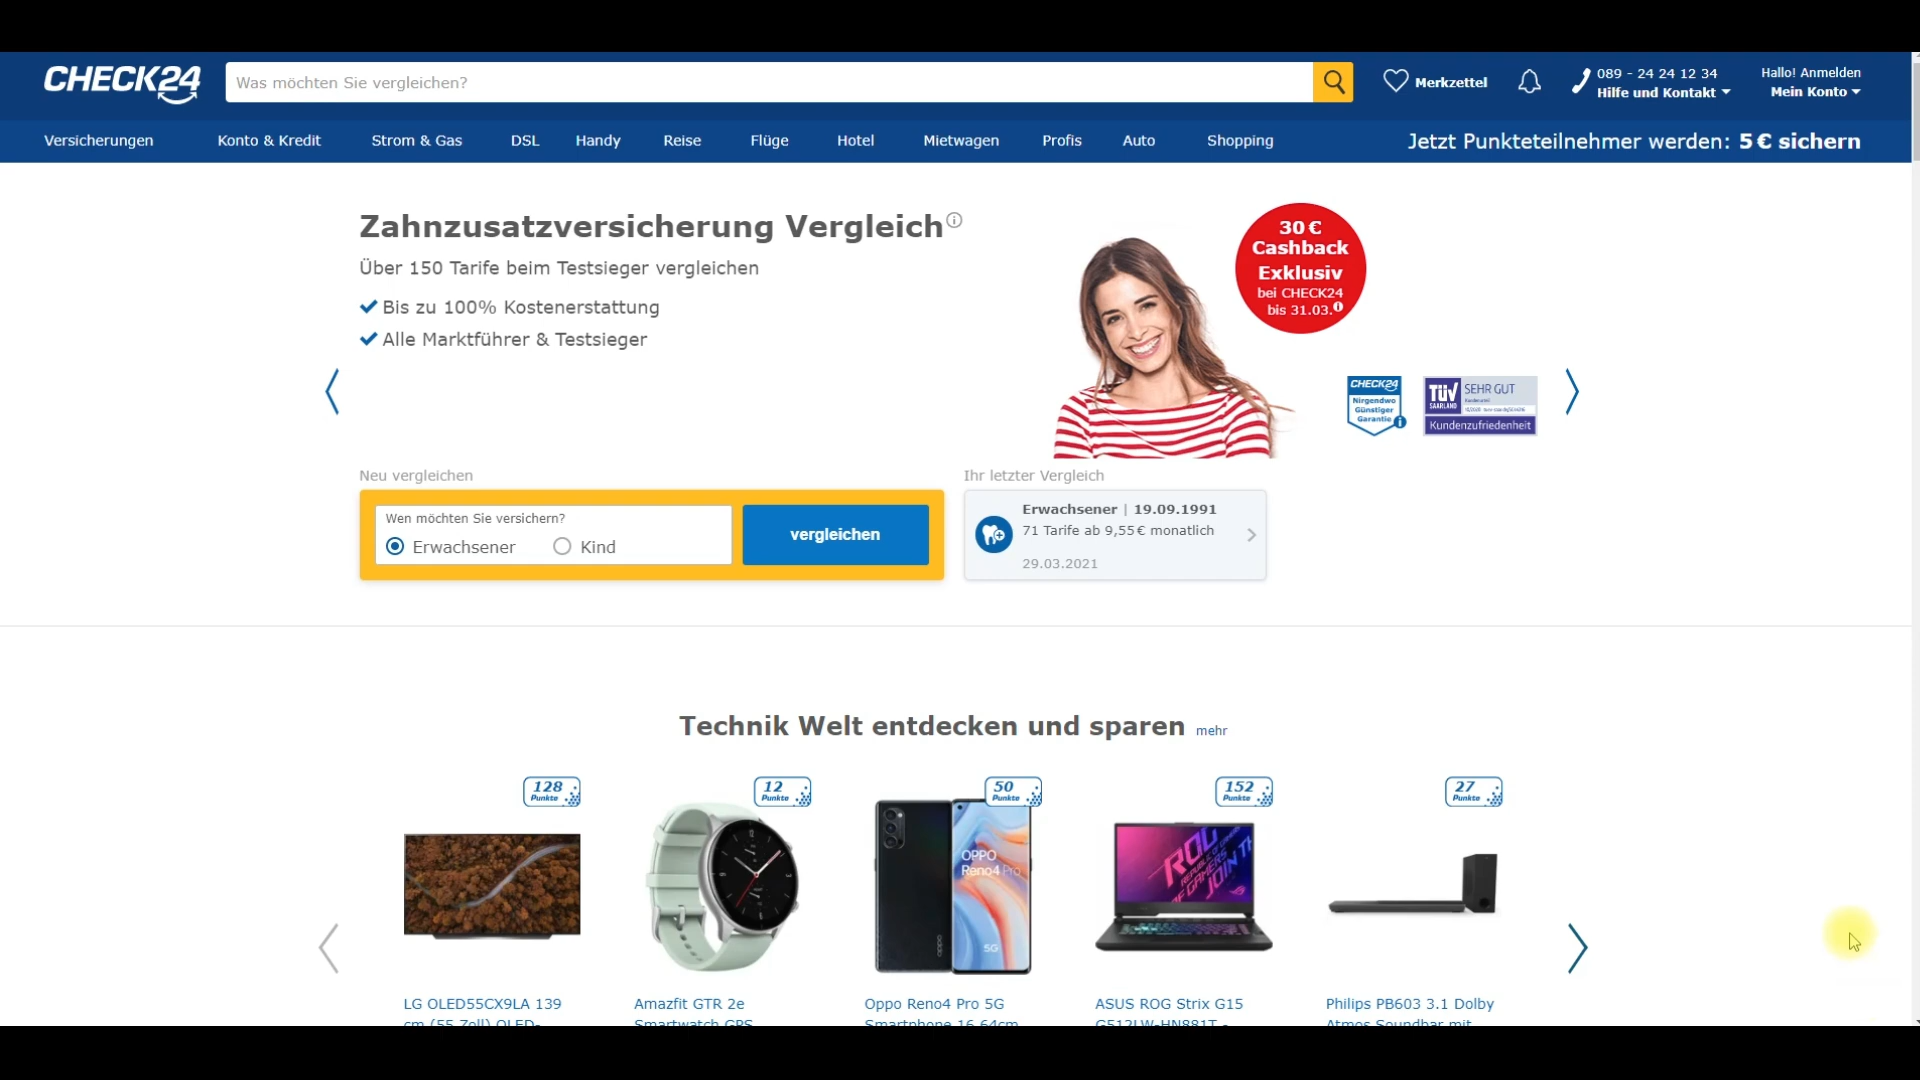 CHECK24
Was möchten Sie vergleichen?
Merkzettel
089 - 24 24 12 34
Hilfe und Kontakt
Hallo! Anmelden
Mein Konto
Versicherungen
Konto & Kredit
Strom & Gas
DSL
Handy
Reise
Flüge
Hotel
Mietwagen
Profis
Auto
Shopping
Jetzt Punkteteilnehmer werden: 5 € sichern
Zahnzusatzversicherung Vergleich
Über 150 Tarife beim Testsieger vergleichen
Bis zu 100% Kostenerstattung
Alle Marktführer & Testsieger
30 €
Cashback
Exklusiv
bei CHECK24
bis 31.03.
CHECK24
Nirgendwo
Günstiger
Garantie
TÜV
SAARLAND
SEHR GUT
Kundenzufriedenheit
Neu vergleichen
Wen möchten Sie versichern?
Erwachsener
Kind
vergleichen
Ihr letzter Vergleich
Erwachsener | 19.09.1991
71 Tarife ab 9,55 € monatlich
29.03.2021
Technik Welt entdecken und sparen mehr
128
Punkte
12
Punkte
50
Punkte
152
Punkte
27
Punkte
OPPO
Reno4 Pro
5G
oppo
ROG
REPUBLIC OF GAMERS
JOIN TH
LG OLED55CX9LA 139
cm (55 Zoll) OLED-
Amazfit GTR 2e
Smartwatch GPS
Oppo Reno4 Pro 5G
Smartphone 16,64cm
ASUS ROG Strix G15
G512LW-HN881T -
Philips PB603 3.1 Dolby
Atmos Soundbar mit